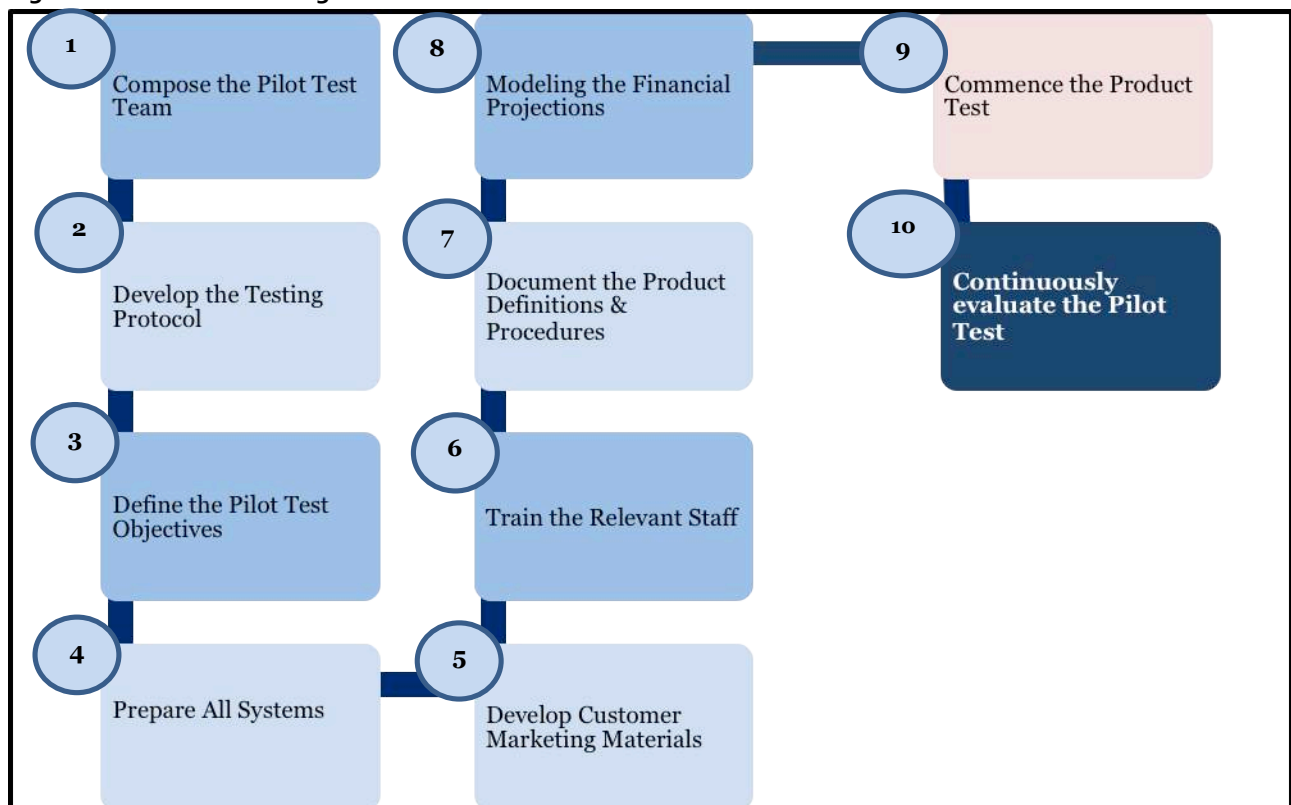 1
Compose the Pilot Test
Team
2
Develop the Testing
Protocol
3
Define the Pilot Test
Objectives
4
Prepare All Systems
5
Develop Customer
Marketing Materials
6
Train the Relevant Staff
7
Document the Product
Definitions &
Procedures
8
Modeling the Financial
Projections
9
Commence the Product
Test
10
Continuously
evaluate the Pilot
Test